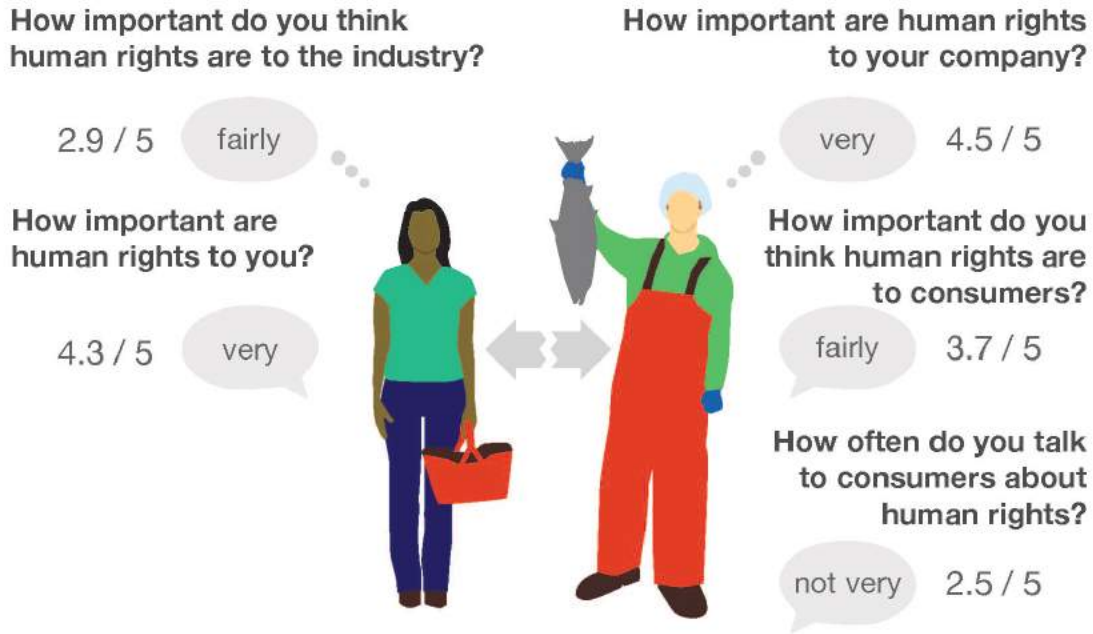 How important do you think
human rights are to the industry?
2.9 / 5 fairly
How important are
human rights to you?
4.3 / 5 very
How important are human rights
to your company?
very 4.5 / 5
How important do you
think human rights are
to consumers?
fairly 3.7 / 5
How often do you talk
to consumers about
human rights?
not very 2.5 / 5